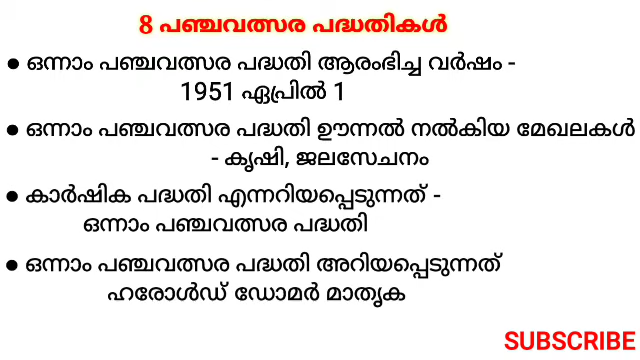 8 പഞ്ചവത്സര പദ്ധതികൾ
● ഒന്നാം പഞ്ചവത്സര പദ്ധതി ആരംഭിച്ച വർഷം -
1951 ഏപ്രിൽ 1
● ഒന്നാം പഞ്ചവത്സര പദ്ധതി ഊന്നൽ നൽകിയ മേഖലകൾ
- കൃഷി, ജലസേചനം
● കാർഷിക പദ്ധതി എന്നറിയപ്പെടുന്നത് -
ഒന്നാം പഞ്ചവത്സര പദ്ധതി
● ഒന്നാം പഞ്ചവത്സര പദ്ധതി അറിയപ്പെടുന്നത്
ഹരോൾഡ് ഡോമർ മാതൃക
SUBSCRIBE